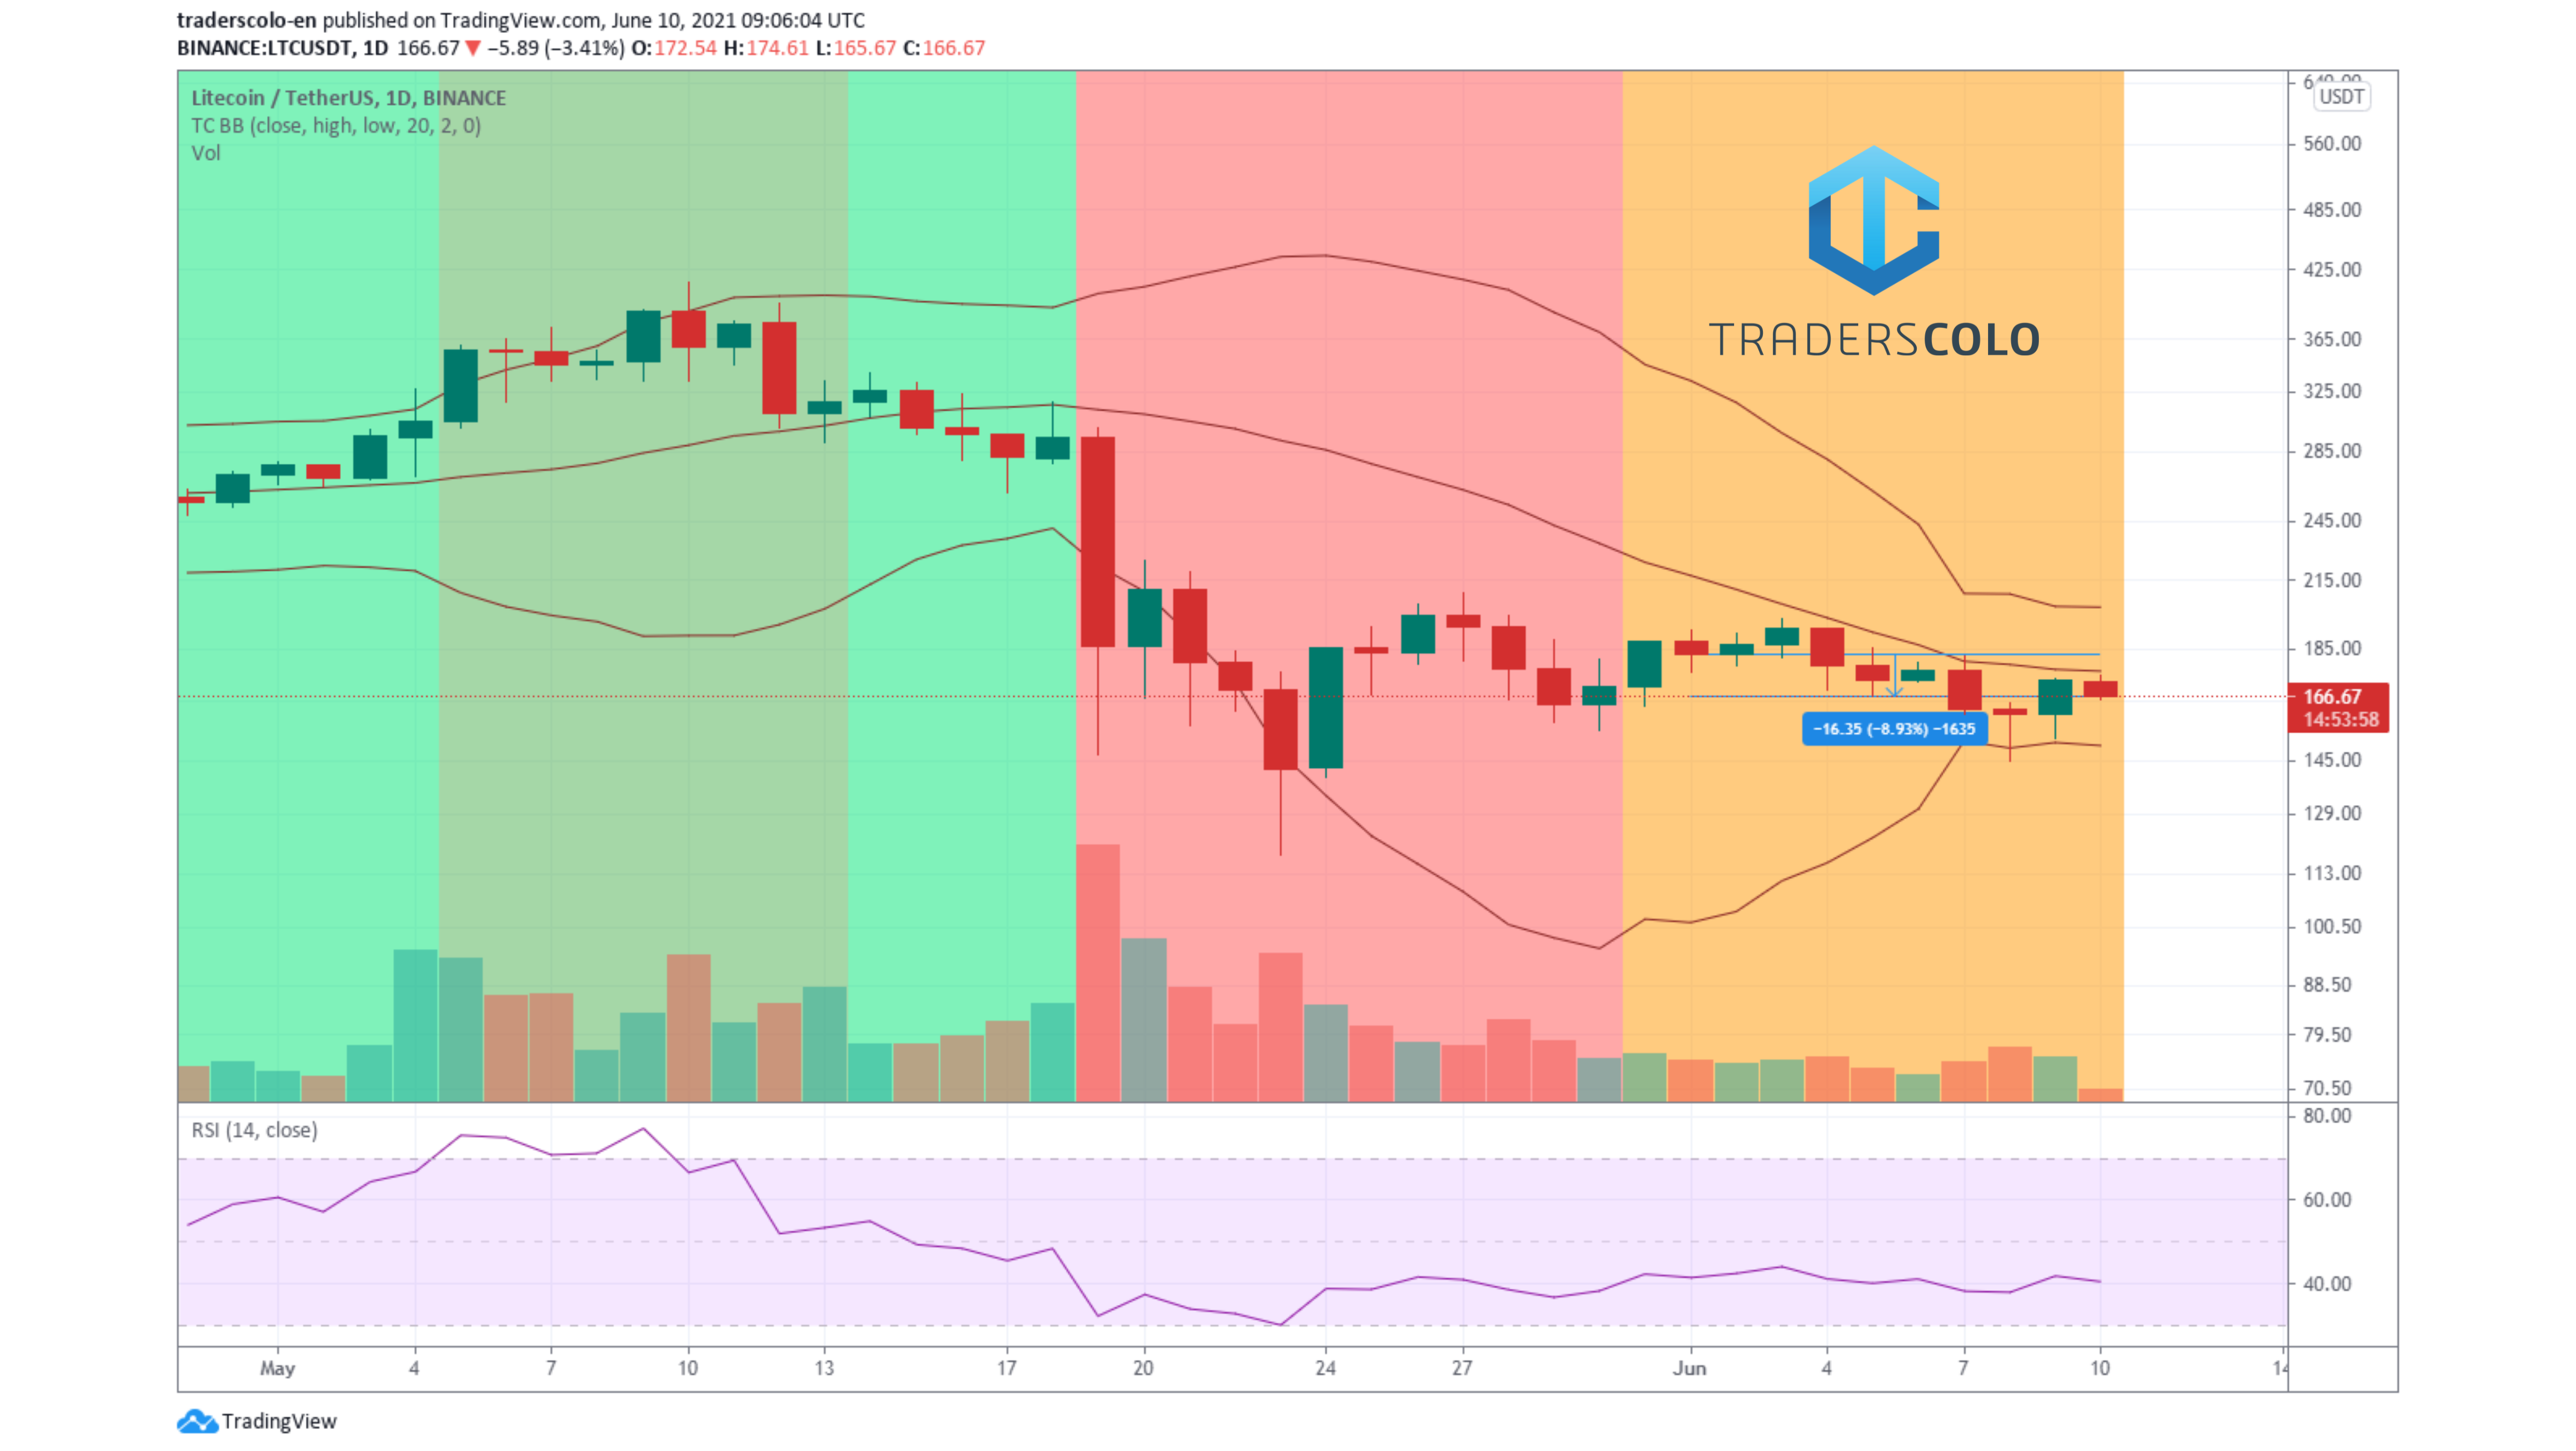 traderscolo-en published on TradingView.com, June 10, 2021 09:06:04 UTC
BINANCE:LTCUSDT, 1D 166.67 ▼ −5.89 (−3.41%) O:172.54 H:174.61 L:165.67 C:166.67
Litecoin / TetherUS, 1D, BINANCE
TC BB (close, high, low, 20, 2, 0)
Vol
TRADERSCOLO
640.00
USDT
560.00
485.00
425.00
365.00
325.00
285.00
245.00
215.00
185.00
166.67
14:53:58
−16.35 (−8.93%) −1635
145.00
129.00
113.00
100.50
88.50
79.50
70.50
RSI (14, close)
80.00
60.00
40.00
May 4 7 10 13 17 20 24 27 Jun 4 7 10 14
TradingView